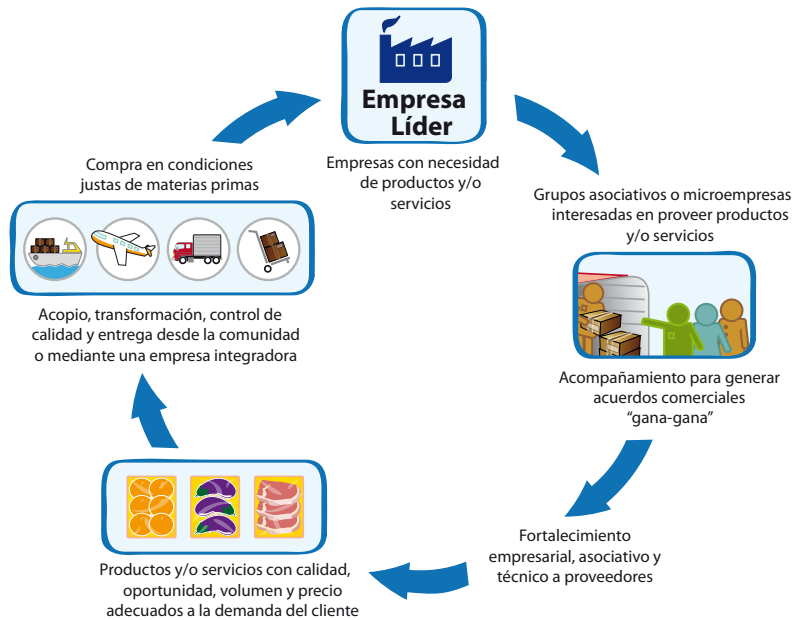 Empresa
Líder
Empresas con necesidad
de productos y/o
servicios
Grupos asociativos o microempresas
interesadas en proveer productos
y/o servicios
Acompañamiento para generar
acuerdos comerciales
“gana-gana”
Fortalecimiento
empresarial, asociativo y
técnico a proveedores
Productos y/o servicios con calidad,
oportunidad, volumen y precio
adecuados a la demanda del cliente
Compra en condiciones
justas de materias primas
Acopio, transformación, control de
calidad y entrega desde la comunidad
o mediante una empresa integradora